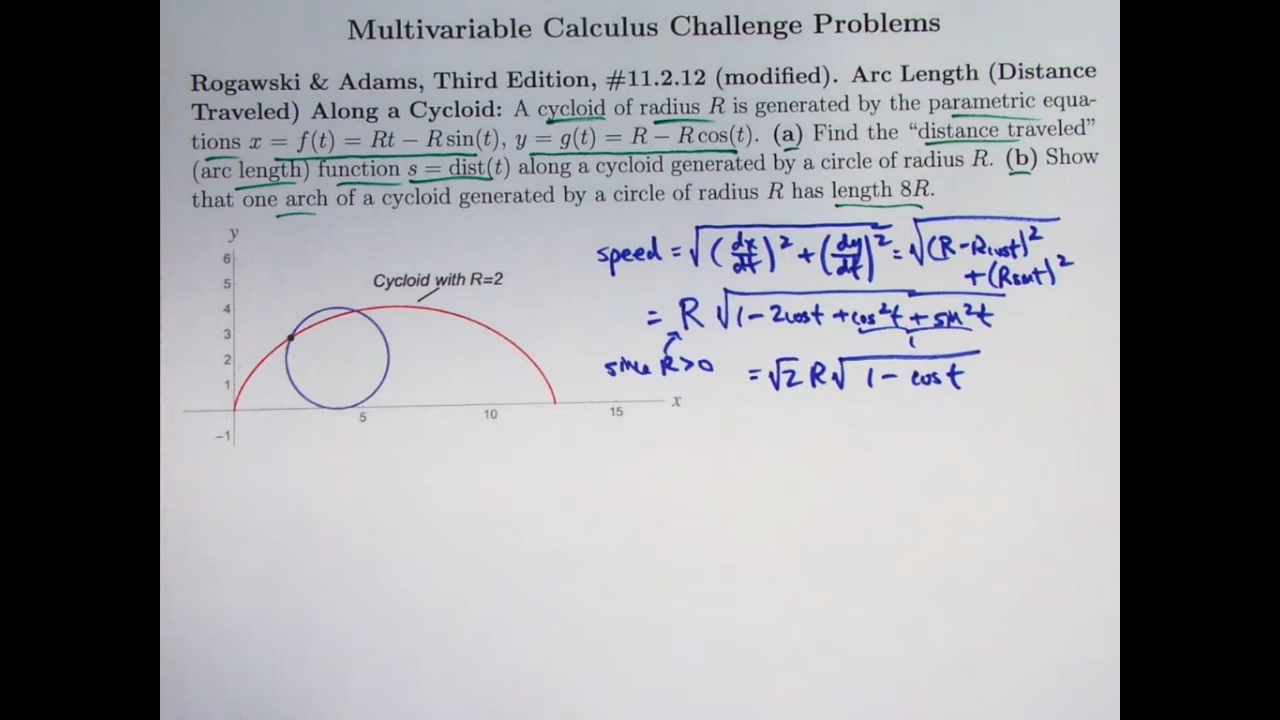 Multivariable Calculus Challenge Problems
Rogawski & Adams, Third Edition, #11.2.12 (modified). Arc Length (Distance
Traveled) Along a Cycloid: A cycloid of radius R is generated by the parametric equa-
tions x = f(t) = Rt − R sin(t), y = g(t) = R − R cos(t). (a) Find the “distance traveled”
(arc length) function s = dist(t) along a cycloid generated by a circle of radius R. (b) Show
that one arch of a cycloid generated by a circle of radius R has length 8R.
y
6
5
4
3
2
1
−1
5
10
15
x
Cycloid with R=2
speed = √((dx/dt)² + (dy/dt)²) = √((R − R cos t)²
+ (R sin t)²
= R √(1 − 2cos t + cos²t + sin²t
1
since R>0
= √2 R √(1 − cos t